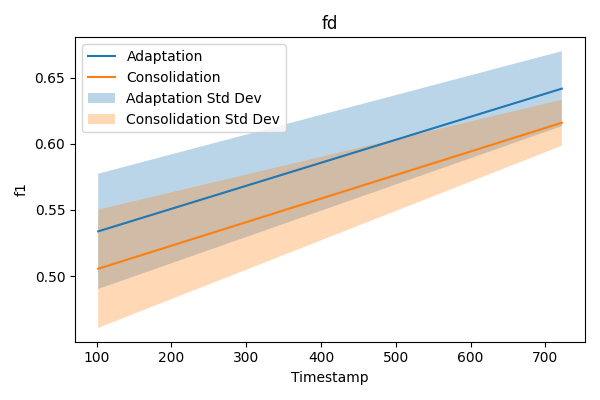 fd
Adaptation
Consolidation
Adaptation Std Dev
Consolidation Std Dev
f1
0.65
0.60
0.55
0.50
100 200 300 400 500 600 700
Timestamp